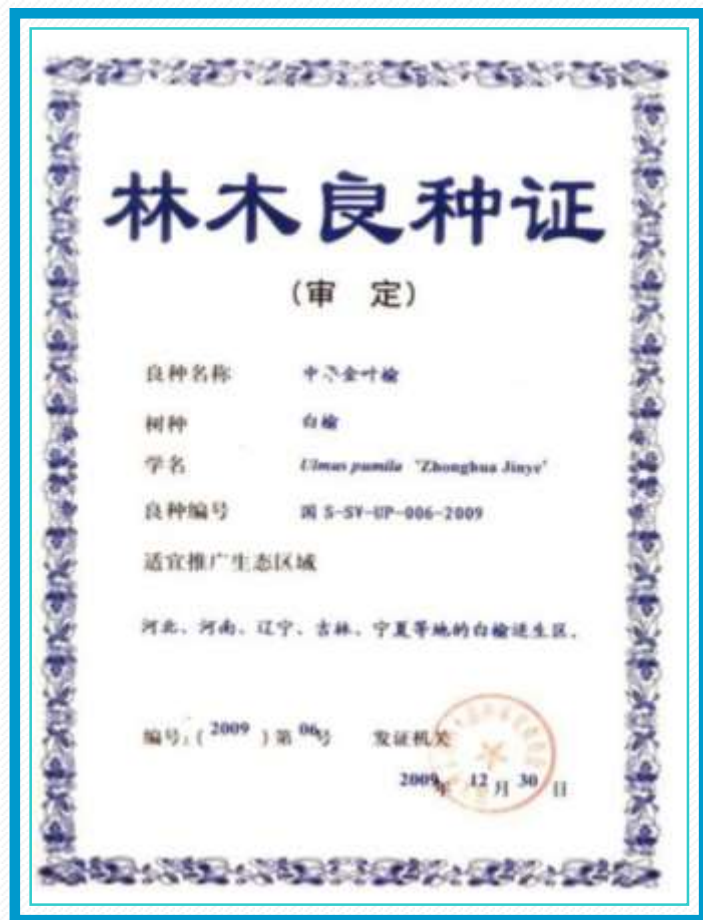 林木良种证
（审 定）
良种名称 中华金叶榆
树种 白榆
学名 Ulmus pumila 'Zhonghua Jinye'
良种编号 国 S-SV-UP-006-2009
适宜推广生态区域
河北、河南、辽宁、吉林、宁夏等地的白榆适生区。
编号：（ 2009 ）第 06号 发证机关
2009年 12月 30日